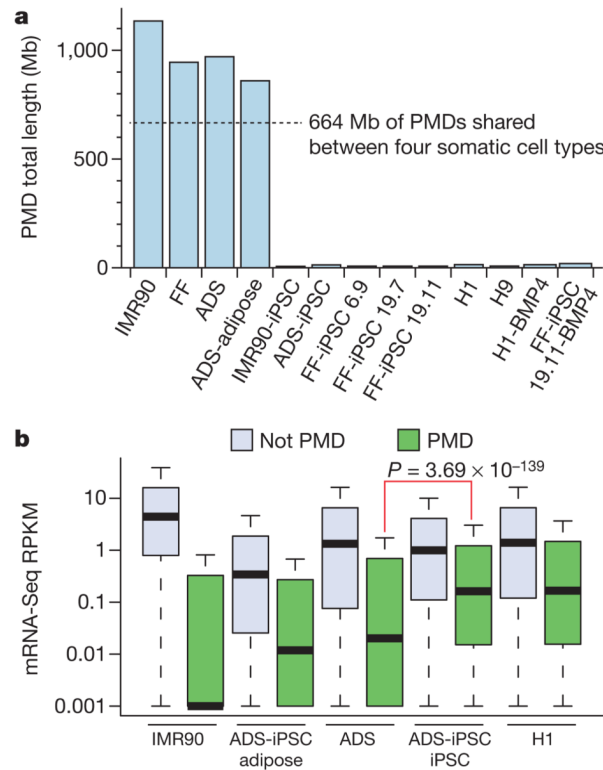 a
PMD total length (Mb)
1,000
500
0
664 Mb of PMDs shared
between four somatic cell types
IMR90
FF
ADS
ADS-adipose
IMR90-iPSC
ADS-iPSC
FF-iPSC 6.9
FF-iPSC 19.7
FF-iPSC 19.11
H1
H9
H1-BMP4
FF-iPSC
19.11-BMP4
b
Not PMD
PMD
P = 3.69 × 10⁻¹³⁹
mRNA-Seq RPKM
10
1
0.1
0.01
0.001
IMR90
ADS-iPSC
adipose
ADS
ADS-iPSC
iPSC
H1